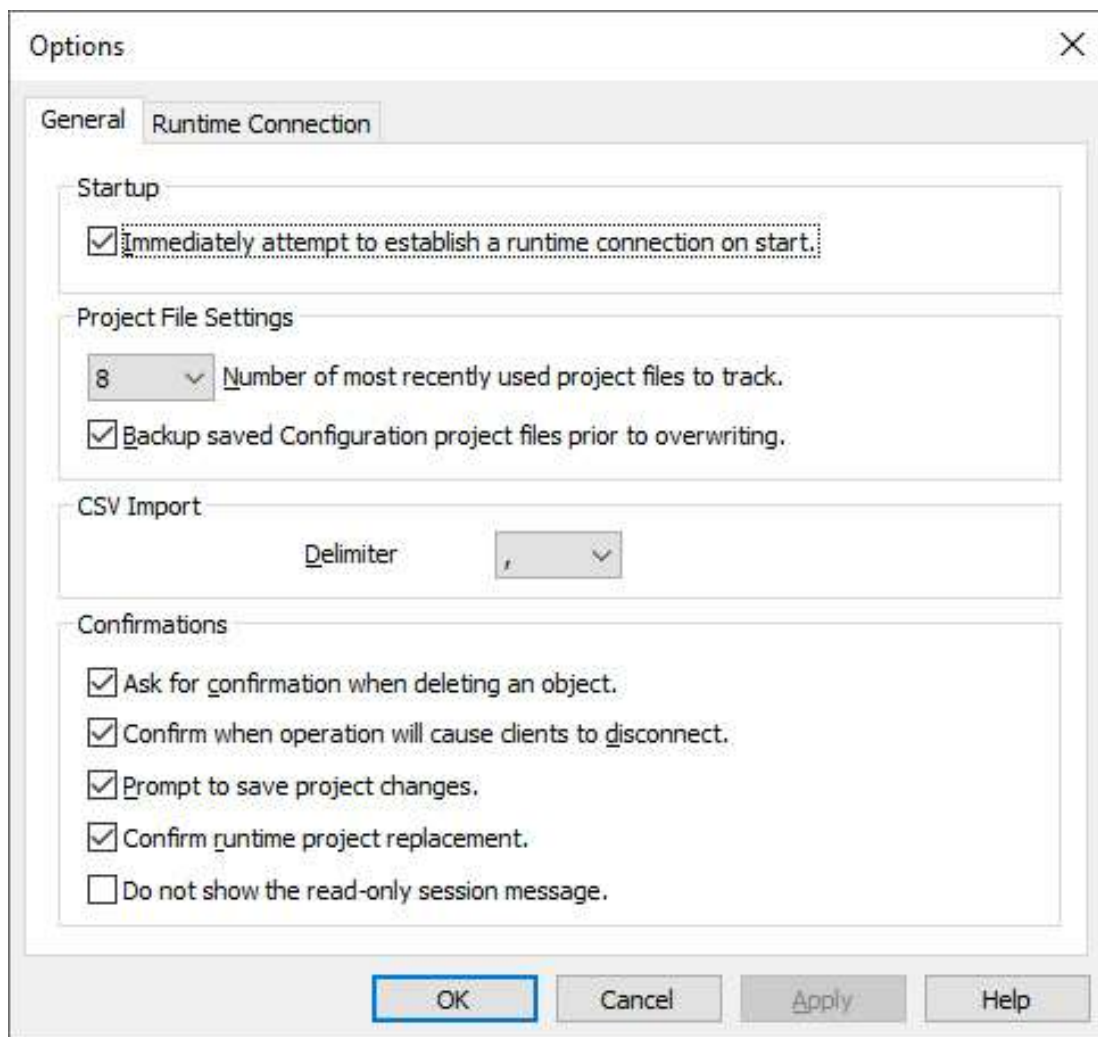 Options
General
Runtime Connection
Startup
Immediately attempt to establish a runtime connection on start.
Project File Settings
8
Number of most recently used project files to track.
Backup saved Configuration project files prior to overwriting.
CSV Import
Delimiter
,
Confirmations
Ask for confirmation when deleting an object.
Confirm when operation will cause clients to disconnect.
Prompt to save project changes.
Confirm runtime project replacement.
Do not show the read-only session message.
OK
Cancel
Apply
Help